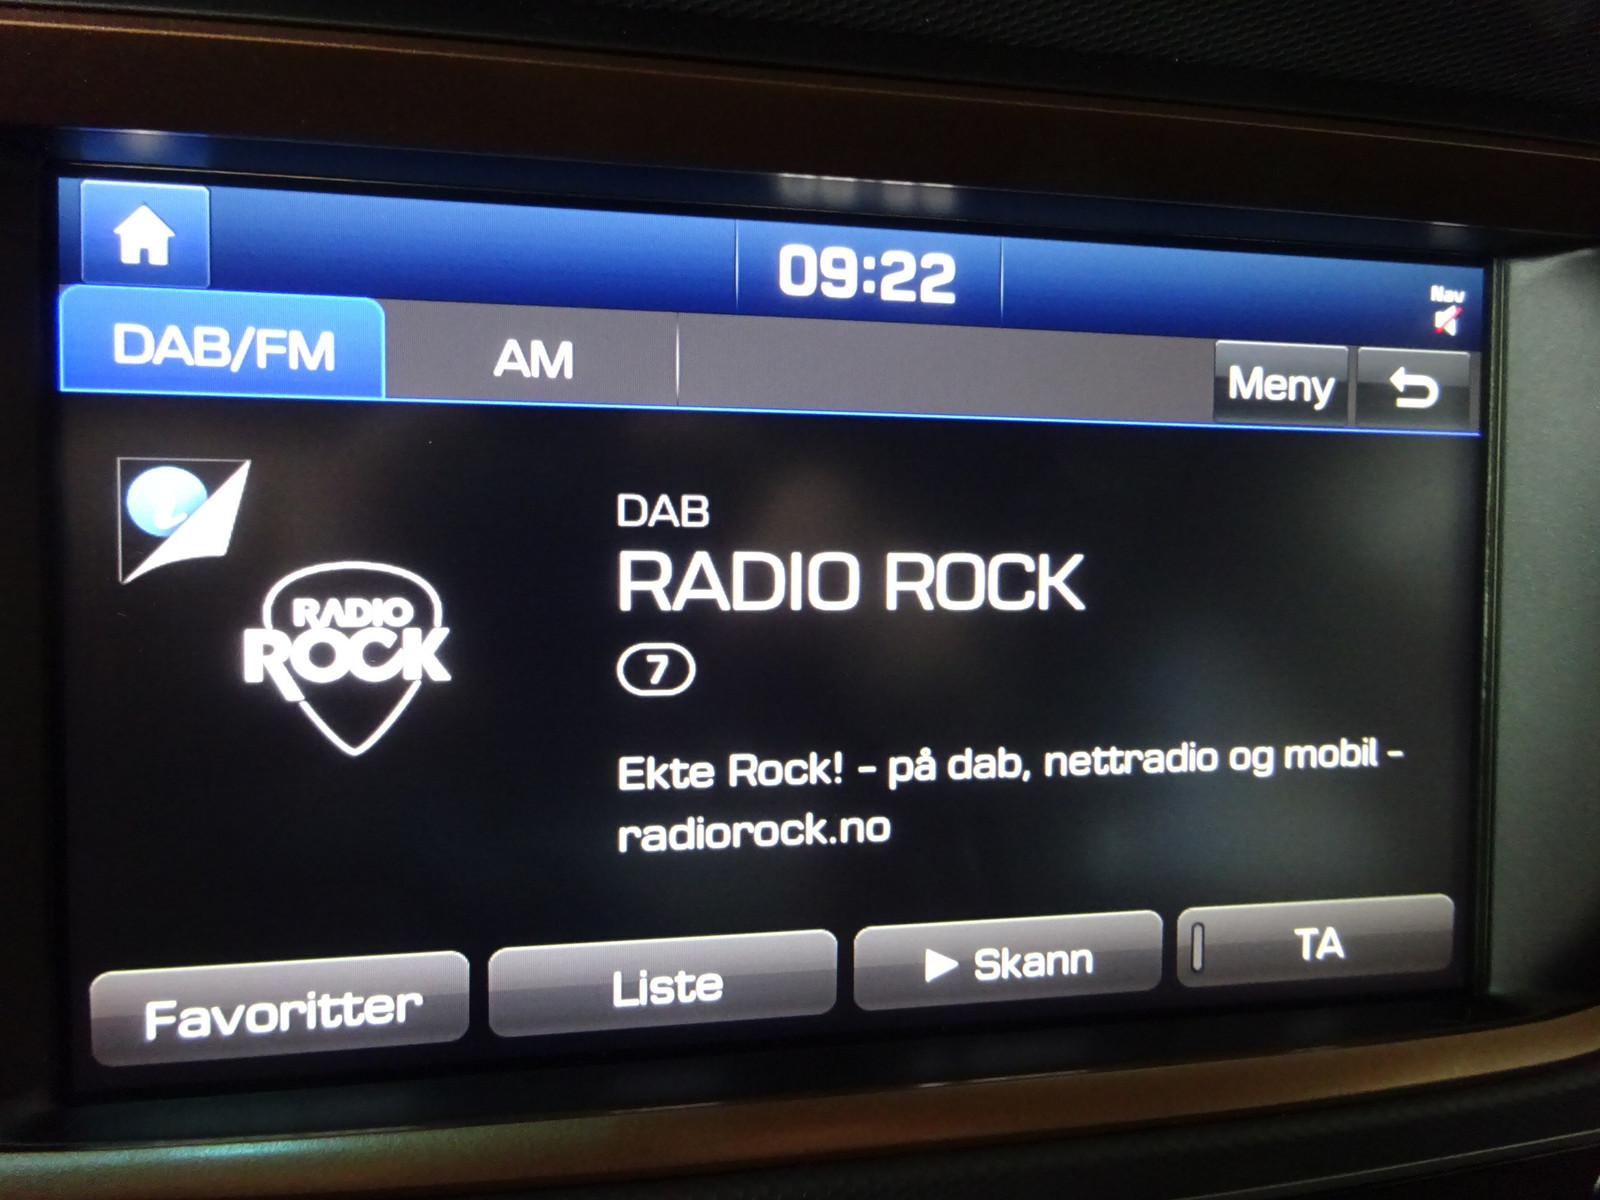 09:22
Nav
DAB/FM
AM
Meny
i
DAB
RADIO ROCK
RADIO
ROCK
7
Ekte Rock! - på dab, nettradio og mobil -
radiorock.no
Favoritter
Liste
Skann
TA